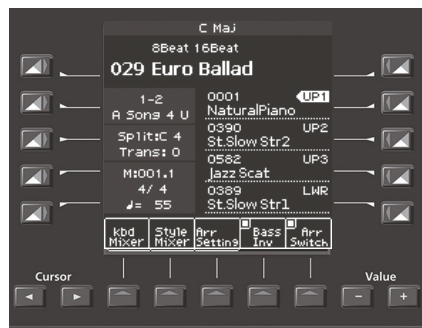 C Maj
8Beat 16Beat
029 Euro Ballad
1-2
A Song 4 U
0001 UP1
NaturalPiano
Split:C 4
Trans: 0
0390 UP2
St.Slow Str2
0582 UP3
Jazz Scat
M:001.1
4/ 4
♩= 55
0389 LWR
St.Slow Str1
kbd Mixer
Style Mixer
Arr Setting
Bass Inv
Arr Switch
Cursor
Value
- +